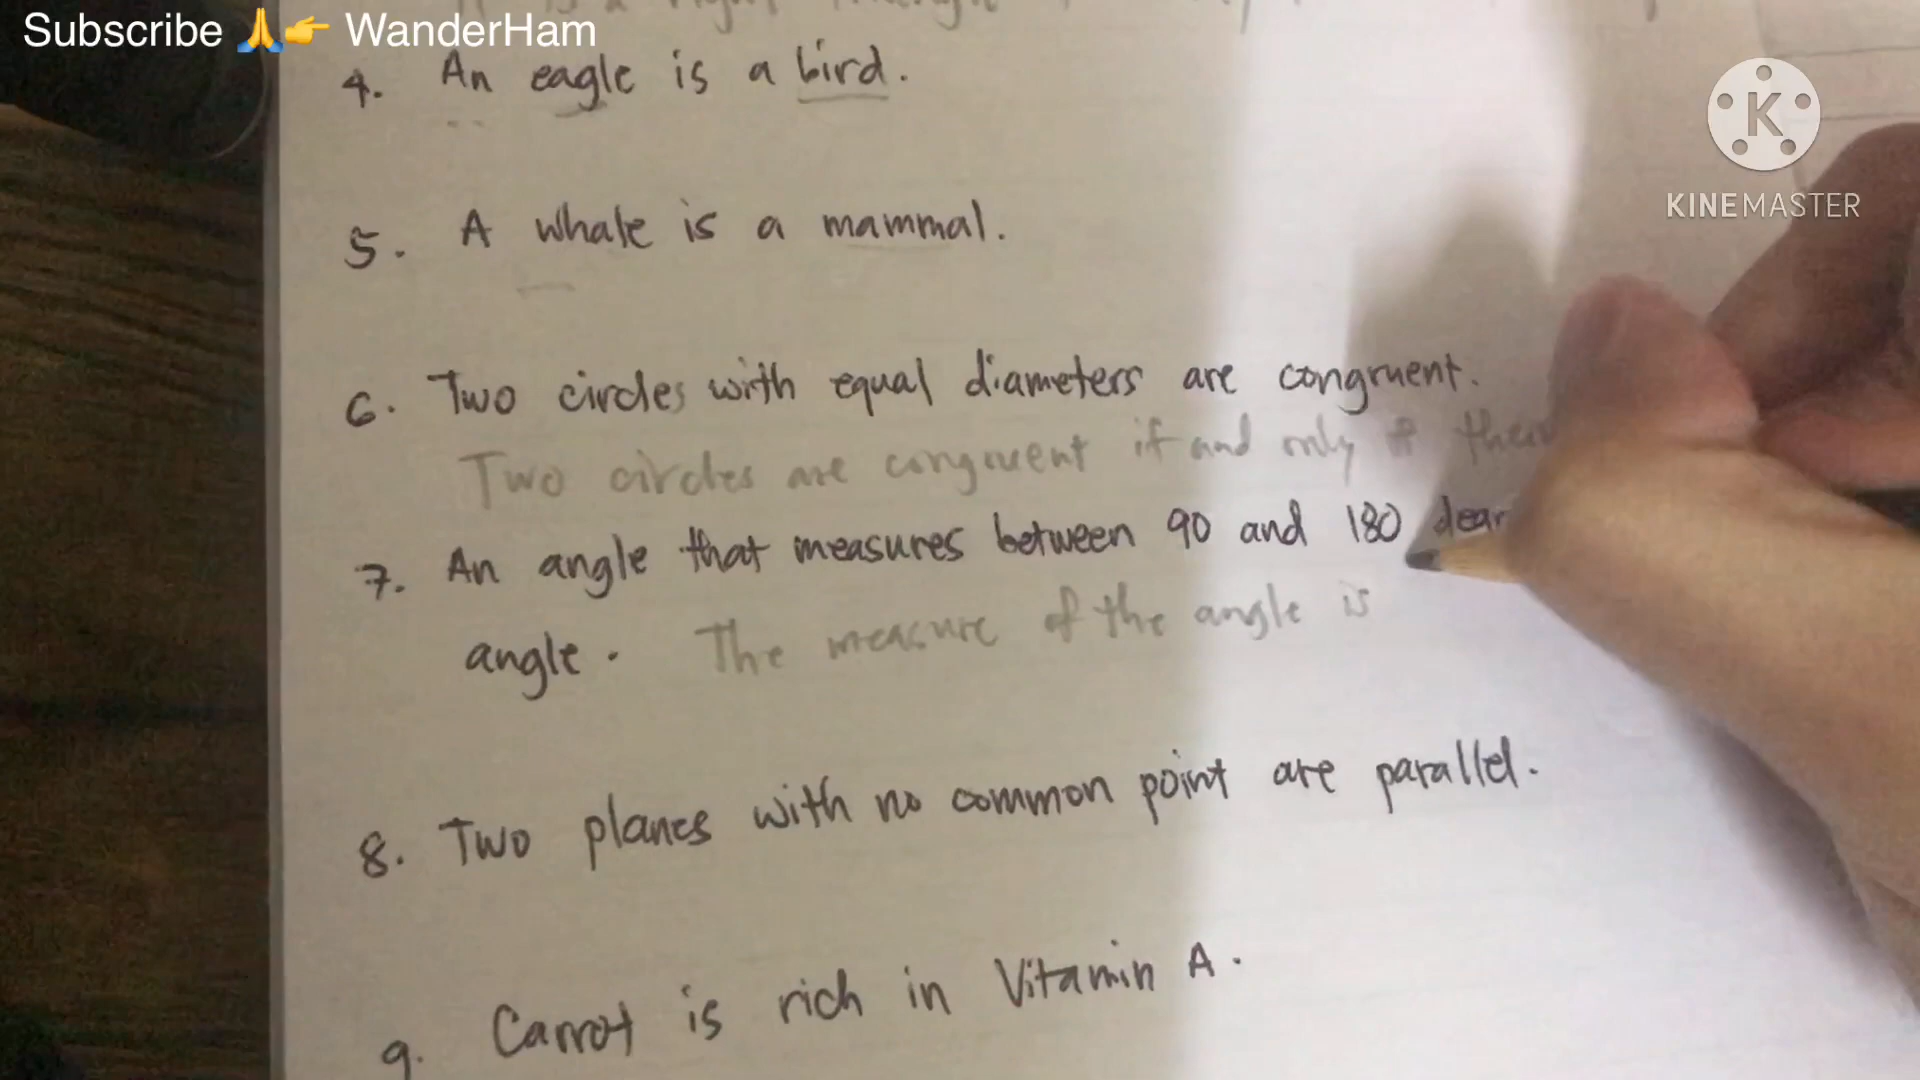 Subscribe 🙏👉 WanderHam
4. An eagle is a bird.
KINEMASTER
5. A whale is a mammal.
6. Two circles with equal diameters are congruent.
Two circles are congruent if and only if their
7. An angle that measures between 90 and 180
angle. The measure of the angle is
8. Two planes with no common point are parallel.
9. Carrot is rich in Vitamin A.